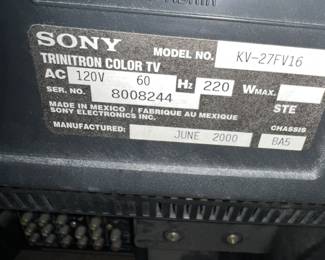 SONY
MODEL NO. KV-27FV16
TRINITRON COLOR TV
AC 120V 60 Hz 220 WMAX.
SER. NO. 8008244
STE
MADE IN MEXICO / FABRIQUE AU MEXIQUE
SONY ELECTRONICS INC.
CHASSIS
MANUFACTURED: JUNE 2000 BA5